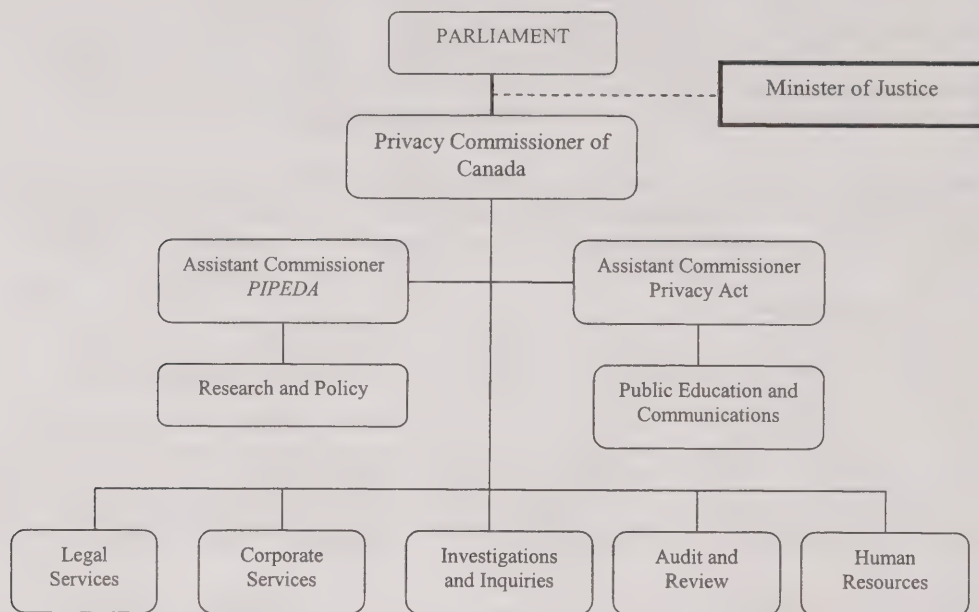 PARLIAMENT
Minister of Justice
Privacy Commissioner of
Canada
Assistant Commissioner
PIPEDA
Assistant Commissioner
Privacy Act
Research and Policy
Public Education and
Communications
Legal
Services
Corporate
Services
Investigations
and Inquiries
Audit and
Review
Human
Resources